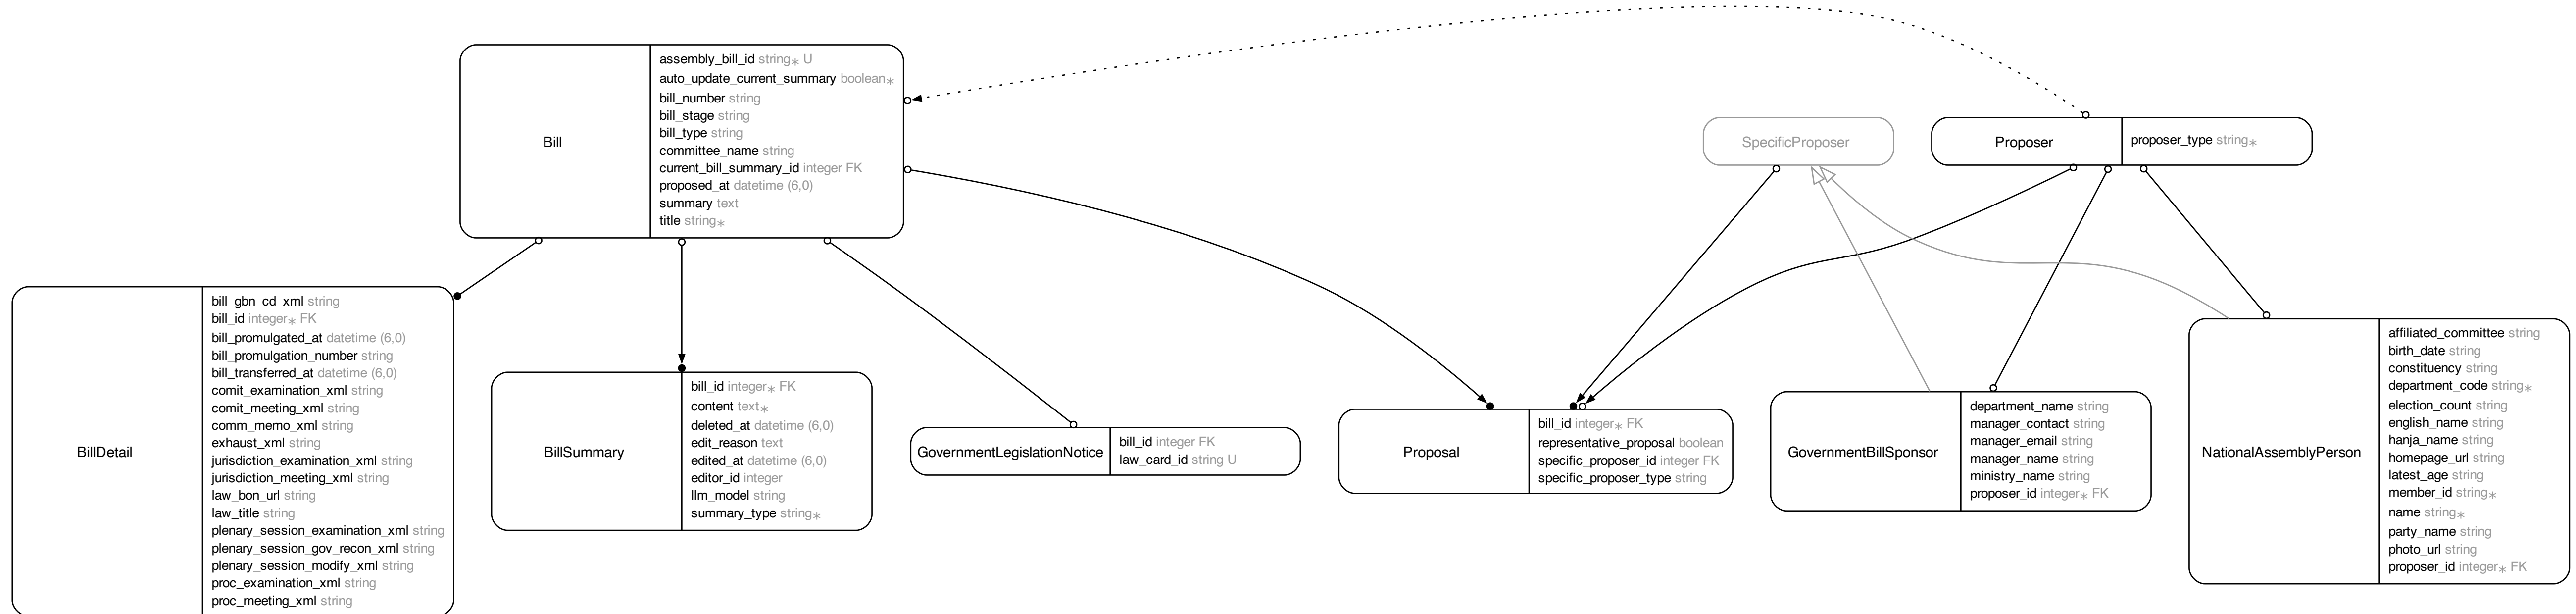 Bill
assembly_bill_id string* U
auto_update_current_summary boolean*
bill_number string
bill_stage string
bill_type string
committee_name string
current_bill_summary_id integer FK
proposed_at datetime (6,0)
summary text
title string*
SpecificProposer
Proposer
proposer_type string*
BillDetail
bill_gbn_cd_xml string
bill_id integer* FK
bill_promulgated_at datetime (6,0)
bill_promulgation_number string
bill_transferred_at datetime (6,0)
comit_examination_xml string
comit_meeting_xml string
comm_memo_xml string
exhaust_xml string
jurisdiction_examination_xml string
jurisdiction_meeting_xml string
law_bon_url string
law_title string
plenary_session_examination_xml string
plenary_session_gov_recon_xml string
plenary_session_modify_xml string
proc_examination_xml string
proc_meeting_xml string
BillSummary
bill_id integer* FK
content text*
deleted_at datetime (6,0)
edit_reason text
edited_at datetime (6,0)
editor_id integer
llm_model string
summary_type string*
GovernmentLegislationNotice
bill_id integer FK
law_card_id string U
Proposal
bill_id integer* FK
representative_proposal boolean
specific_proposer_id integer FK
specific_proposer_type string
GovernmentBillSponsor
department_name string
manager_contact string
manager_email string
manager_name string
ministry_name string
proposer_id integer* FK
NationalAssemblyPerson
affiliated_committee string
birth_date string
constituency string
department_code string*
election_count string
english_name string
hanja_name string
homepage_url string
latest_age string
member_id string*
name string*
party_name string
photo_url string
proposer_id integer* FK